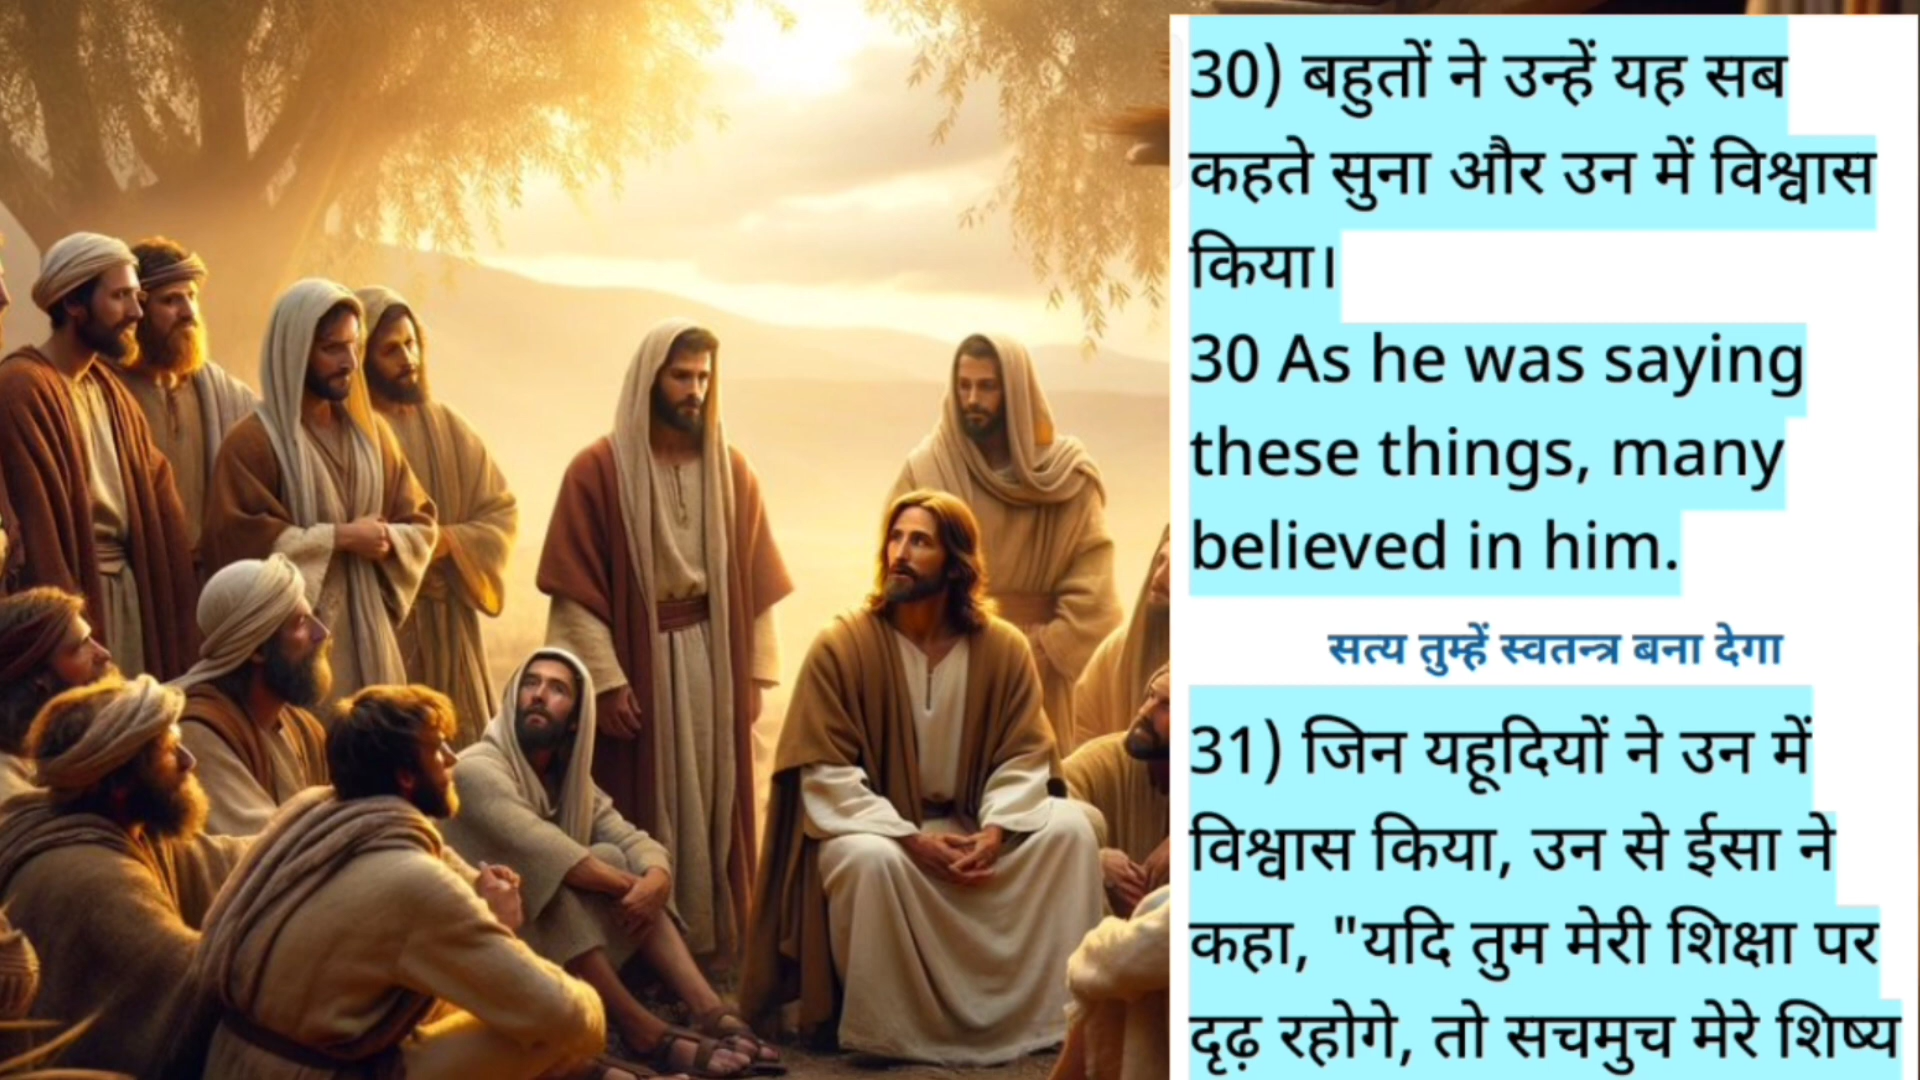 30) बहुतों ने उन्हें यह सब
कहते सुना और उन में विश्वास
किया।
30 As he was saying
these things, many
believed in him.
सत्य तुम्हें स्वतन्त्र बना देगा
31) जिन यहूदियों ने उन में
विश्वास किया, उन से ईसा ने
कहा, "यदि तुम मेरी शिक्षा पर
दृढ़ रहोगे, तो सचमुच मेरे शिष्य